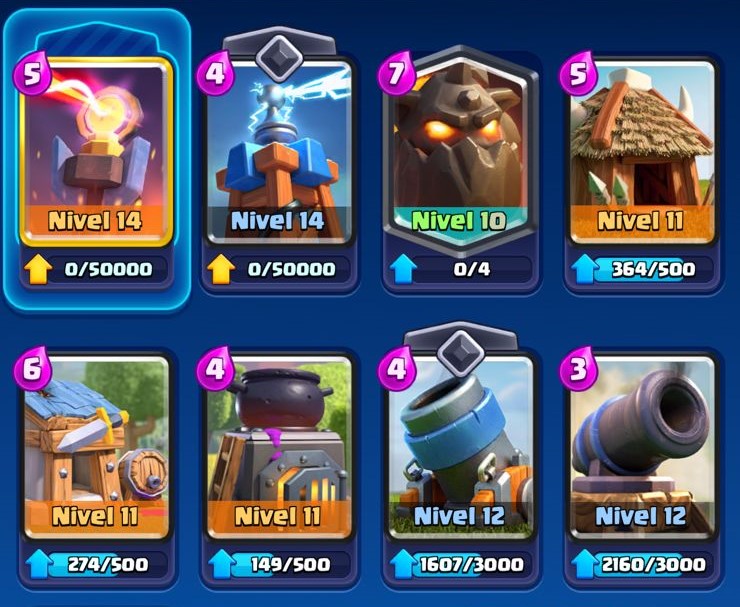 5
4
7
5
Nivel 14
Nivel 14
Nivel 10
Nivel 11
0/50000
0/50000
0/4
364/500
6
4
4
3
Nivel 11
Nivel 11
Nivel 12
Nivel 12
274/500
149/500
1607/3000
2160/3000